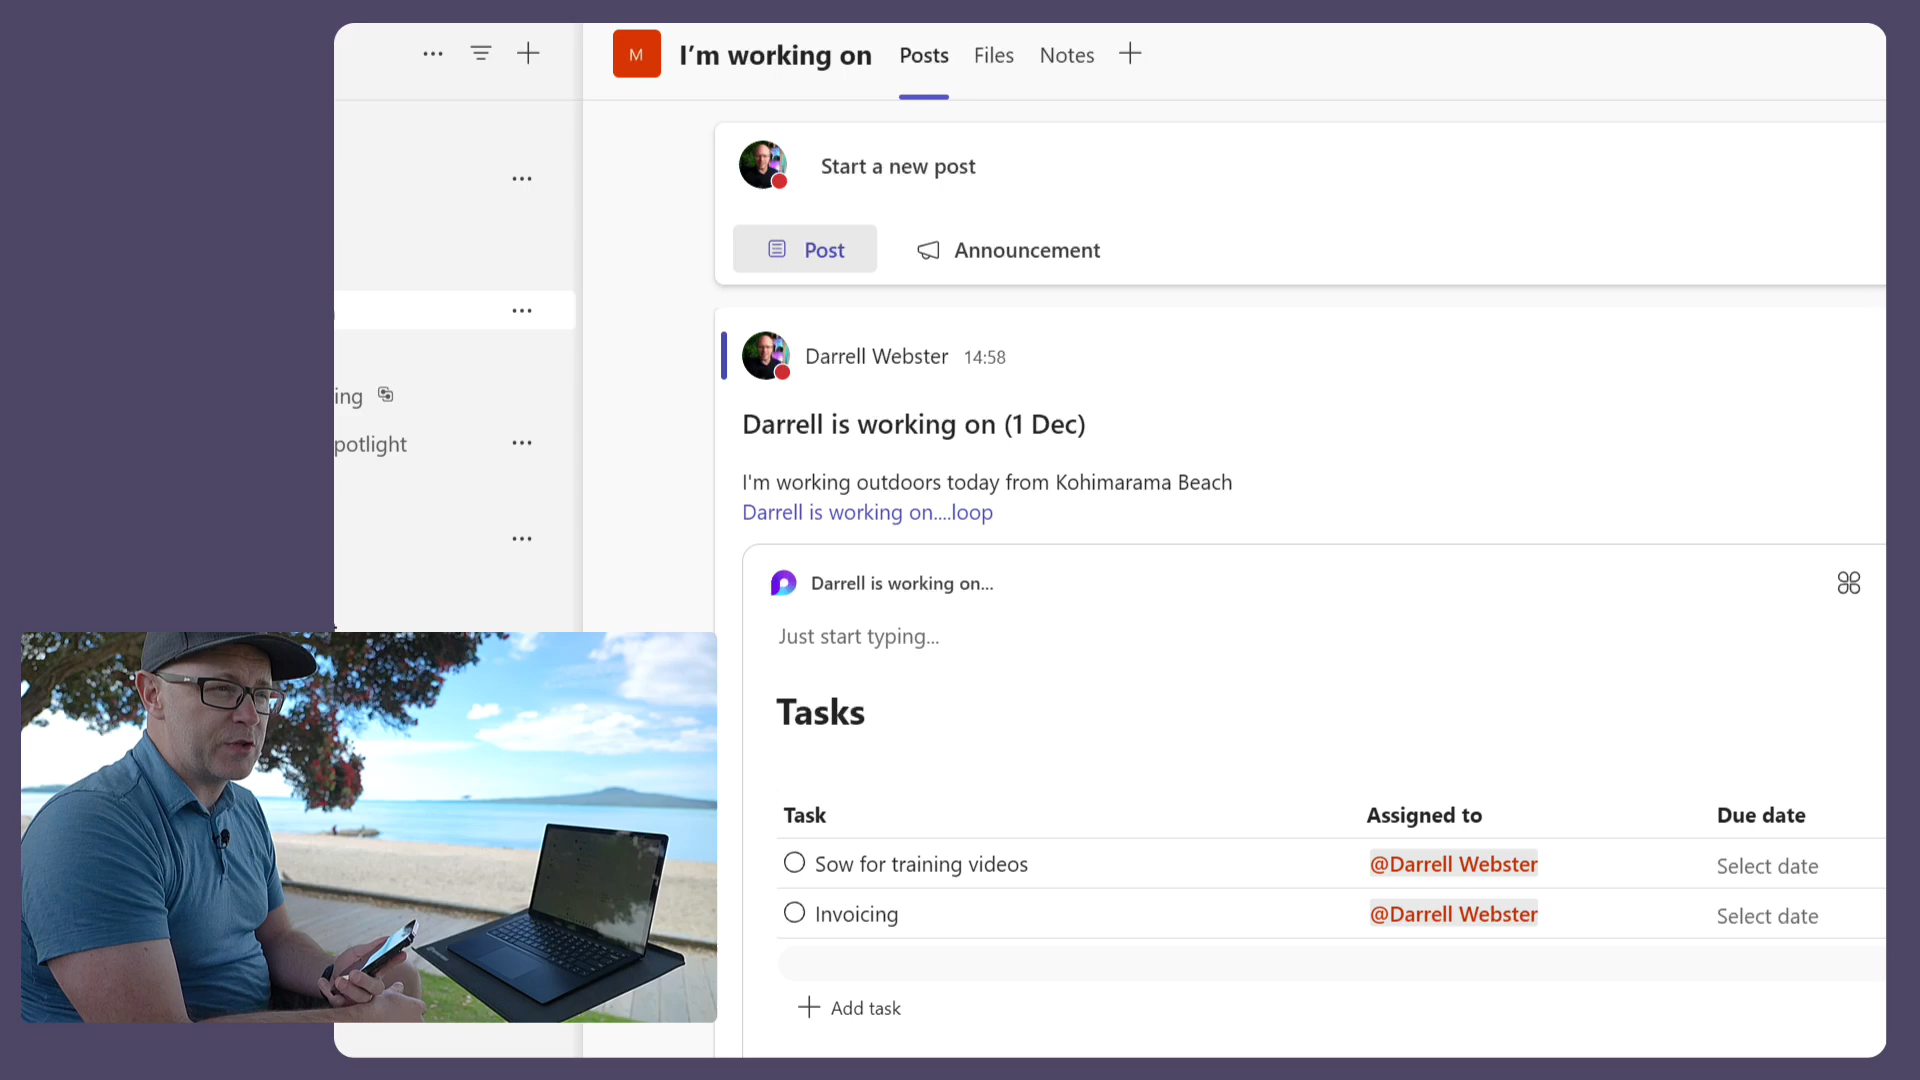 M
I'm working on
Posts
Files
Notes
Start a new post
Post
Announcement
ing
potlight
Darrell Webster 14:58
Darrell is working on (1 Dec)
I'm working outdoors today from Kohimarama Beach
Darrell is working on....loop
Darrell is working on...
Just start typing...
Tasks
Task Assigned to Due date
Sow for training videos @Darrell Webster Select date
Invoicing @Darrell Webster Select date
Add task